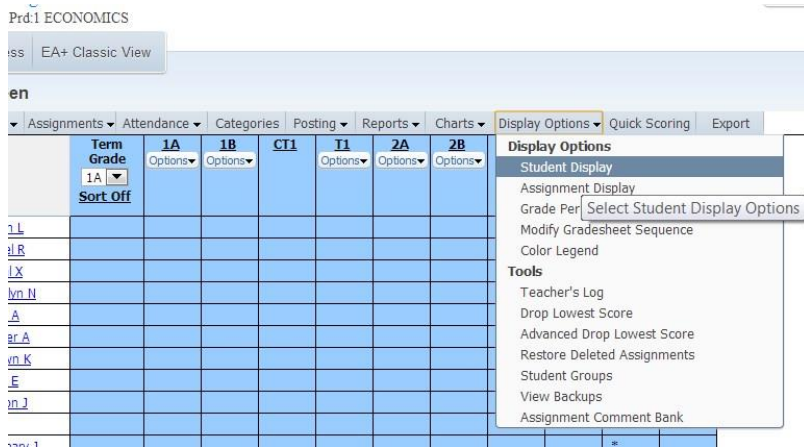 Prd:1 ECONOMICS
ess EA+ Classic View
en
Assignments Attendance Categories Posting Reports Charts Display Options Quick Scoring Export
Term Grade 1A 1B CT1 T1 2A 2B
1A Options Options Options Options Options
Sort Off
Display Options
Student Display
Assignment Display
Grade Per
Select Student Display Options
Modify Gradesheet Sequence
Color Legend
Tools
Teacher's Log
Drop Lowest Score
Advanced Drop Lowest Score
Restore Deleted Assignments
Student Groups
View Backups
Assignment Comment Bank
n L
el R
l X
lyn N
A
er A
wn K
E
on J
*